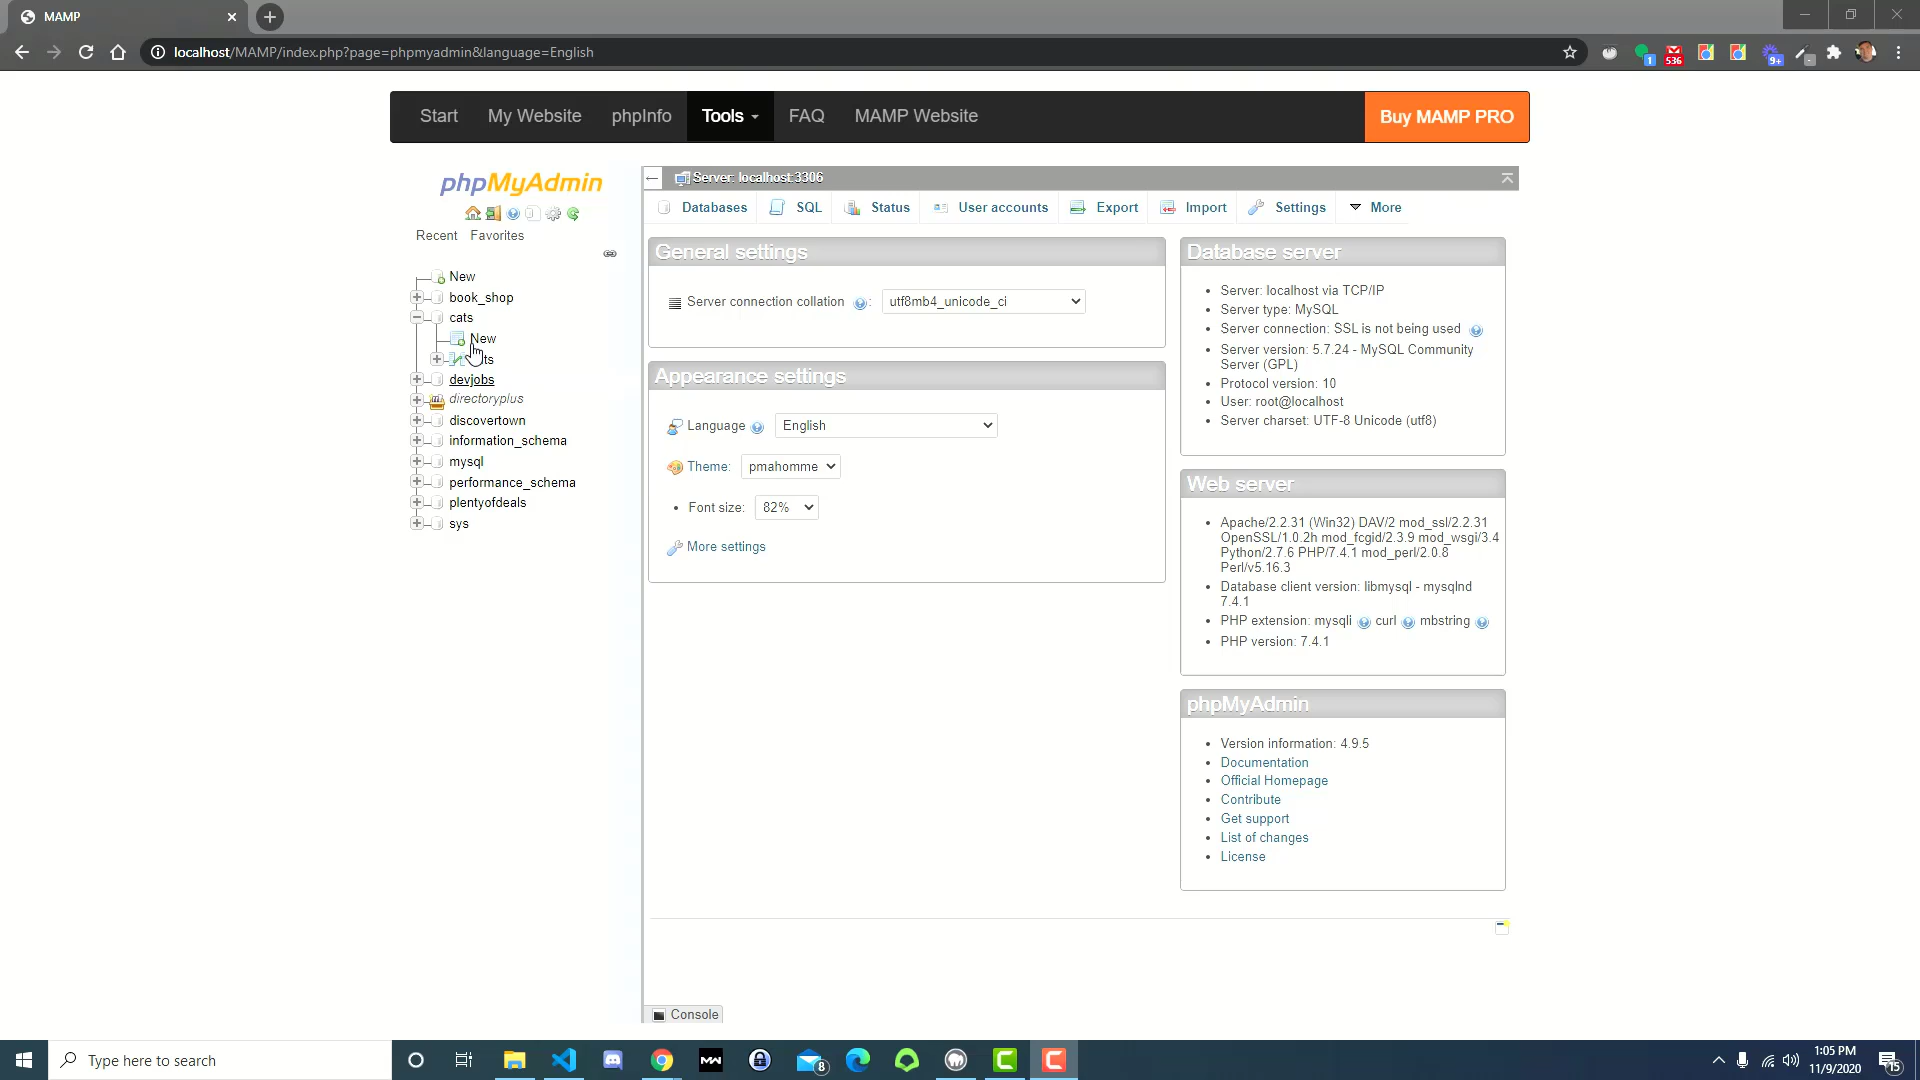 MAMP
localhost/MAMP/index.php?page=phpmyadmin&language=English
1
536
9+
Start My Website phpInfo Tools FAQ MAMP Website Buy MAMP PRO
phpMyAdmin
Recent Favorites
New
book_shop
cats
New
devjobs
directoryplus
discovertown
information_schema
mysql
performance_schema
plentyofdeals
sys
Server: localhost:3306
Databases SQL Status User accounts Export Import Settings More
General settings
Server connection collation : utf8mb4_unicode_ci
Appearance settings
Language English
Theme: pmahomme
Font size: 82%
More settings
Database server
Server: localhost via TCP/IP
Server type: MySQL
Server connection: SSL is not being used
Server version: 5.7.24 - MySQL Community
Server (GPL)
Protocol version: 10
User: root@localhost
Server charset: UTF-8 Unicode (utf8)
Web server
Apache/2.2.31 (Win32) DAV/2 mod_ssl/2.2.31
OpenSSL/1.0.2h mod_fcgid/2.3.9 mod_wsgi/3.4
Python/2.7.6 PHP/7.4.1 mod_perl/2.0.8
Perl/v5.16.3
Database client version: libmysql - mysqlnd
7.4.1
PHP extension: mysqli curl mbstring
PHP version: 7.4.1
phpMyAdmin
Version information: 4.9.5
Documentation
Official Homepage
Contribute
Get support
List of changes
License
Console
Type here to search
8
1:05 PM
11/9/2020
15